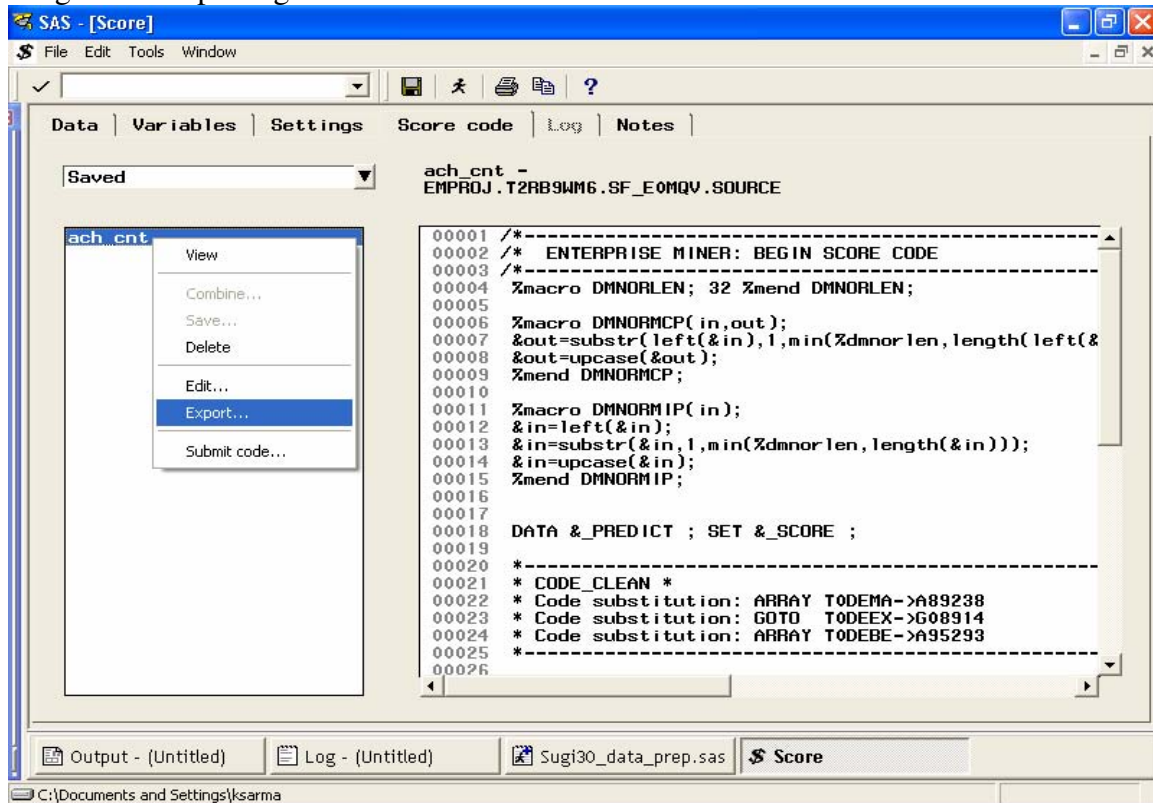 SAS - [Score]
File Edit Tools Window
Data Variables Settings Score code Log Notes
Saved
ach_cnt -
EMPROJ.T2RB9WM6.SF_E0MQV.SOURCE
ach_cnt
View
Combine...
Save...
Delete
Edit...
Export...
Submit code...
00001 /*------------------------------------------------------------
00002 /* ENTERPRISE MINER: BEGIN SCORE CODE
00003 /*------------------------------------------------------------
00004 %macro DMNORLEN; 32 %mend DMNORLEN;
00005
00006 %macro DMNORMCP(in,out);
00007 &out=substr(left(&in),1,min(%dmnorlen,length(left(&
00008 &out=upcase(&out);
00009 %mend DMNORMCP;
00010
00011 %macro DMNORMIP(in);
00012 &in=left(&in);
00013 &in=substr(&in,1,min(%dmnorlen,length(&in)));
00014 &in=upcase(&in);
00015 %mend DMNORMIP;
00016
00017
00018 DATA &_PREDICT ; SET &_SCORE ;
00019
00020 *------------------------------------------------------------
00021 * CODE_CLEAN *
00022 * Code substitution: ARRAY TODEMA->A89238
00023 * Code substitution: GOTO TODEEX->G08914
00024 * Code substitution: ARRAY TODEBE->A95293
00025 *------------------------------------------------------------
00026
Output - (Untitled) Log - (Untitled) Sugi30_data_prep.sas Score
C:\Documents and Settings\ksarma